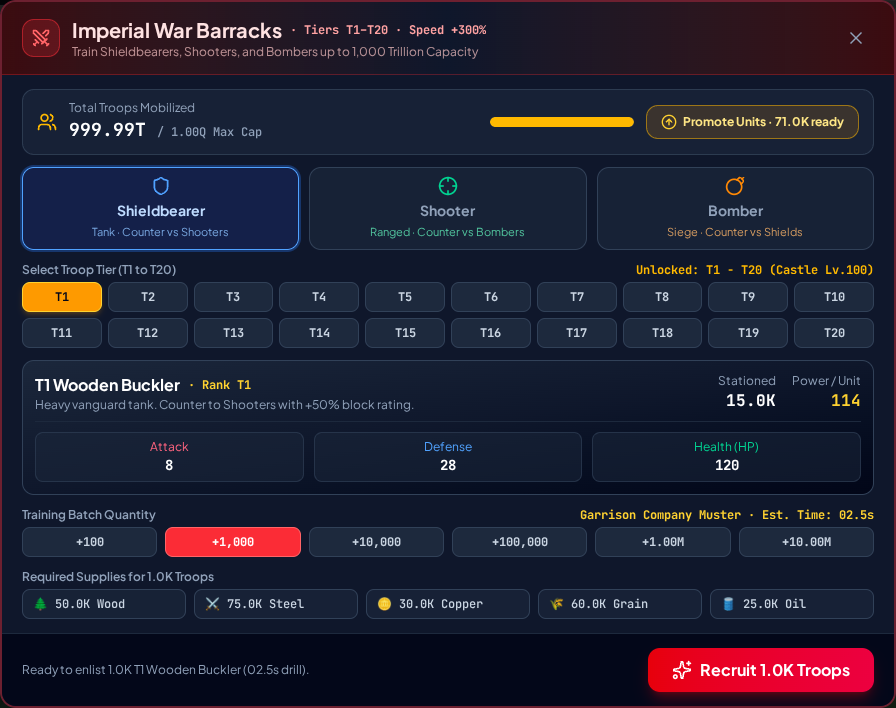 Imperial War Barracks · Tiers T1–T20 · Speed +300%
Train Shieldbearers, Shooters, and Bombers up to 1,000 Trillion Capacity
Total Troops Mobilized
999.99T / 1.00Q Max Cap
Promote Units · 71.0K ready
Shieldbearer
Tank · Counter vs Shooters
Shooter
Ranged · Counter vs Bombers
Bomber
Siege · Counter vs Shields
Select Troop Tier (T1 to T20)
Unlocked: T1 - T20 (Castle Lv.100)
T1 T2 T3 T4 T5 T6 T7 T8 T9 T10
T11 T12 T13 T14 T15 T16 T17 T18 T19 T20
T1 Wooden Buckler · Rank T1
Heavy vanguard tank. Counter to Shooters with +50% block rating.
Stationed
15.0K
Power / Unit
114
Attack
8
Defense
28
Health (HP)
120
Training Batch Quantity
Garrison Company Muster · Est. Time: 02.5s
+100 +1,000 +10,000 +100,000 +1.00M +10.00M
Required Supplies for 1.0K Troops
50.0K Wood 75.0K Steel 30.0K Copper 60.0K Grain 25.0K Oil
Ready to enlist 1.0K T1 Wooden Buckler (02.5s drill).
Recruit 1.0K Troops